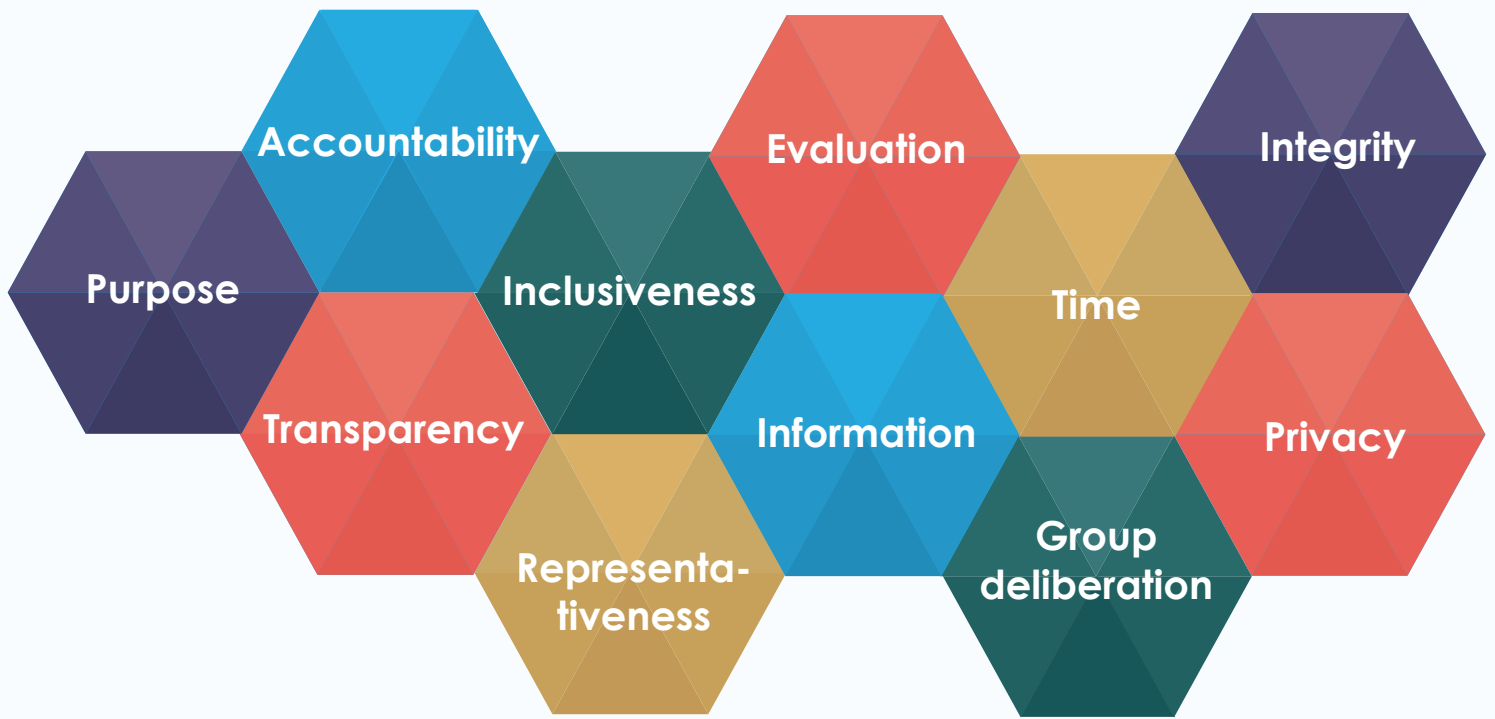 Accountability
Evaluation
Integrity
Purpose
Inclusiveness
Time
Transparency
Information
Privacy
Representa-
tiveness
Group
deliberation